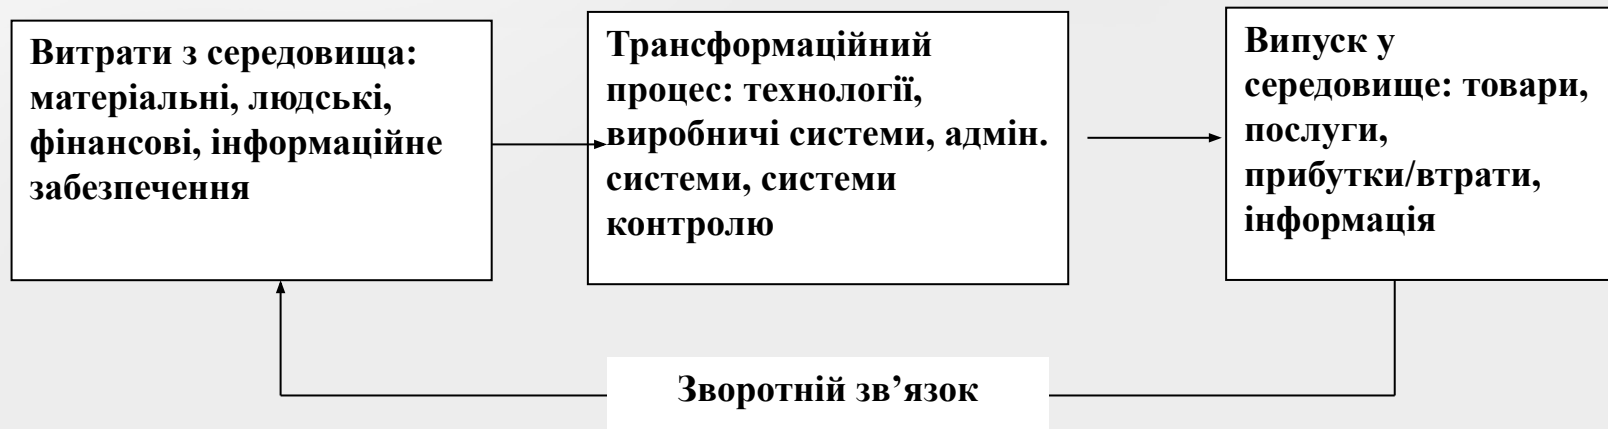 Витрати з середовища:
матеріальні, людські,
фінансові, інформаційне
забезпечення
Трансформаційний
процес: технології,
виробничі системи, адмін.
системи, системи
контролю
Випуск у
середовище: товари,
послуги,
прибутки/втрати,
інформація
Зворотній зв’язок